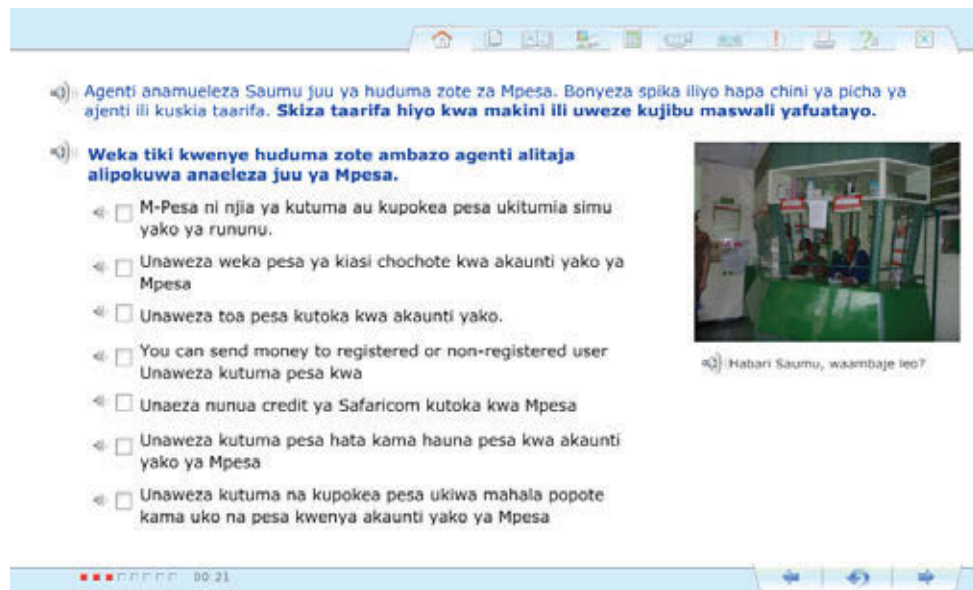 Agenti anamueleza Saumu juu ya huduma zote za Mpesa. Bonyeza spika iliyo hapa chini ya picha ya
ajenti ili kuskia taarifa. Skiza taarifa hiyo kwa makini ili uweze kujibu maswali yafuatayo.
Weka tiki kwenye huduma zote ambazo agenti alitaja
alipokuwa anaeleza juu ya Mpesa.
M-Pesa ni njia ya kutuma au kupokea pesa ukitumia simu
yako ya rununu.
Unaweza weka pesa ya kiasi chochote kwa akaunti yako ya
Mpesa
Unaweza toa pesa kutoka kwa akaunti yako.
You can send money to registered or non-registered user
Unaweza kutuma pesa kwa
Unaeza nunua credit ya Safaricom kutoka kwa Mpesa
Unaweza kutuma pesa hata kama hauna pesa kwa akaunti
yako ya Mpesa
Unaweza kutuma na kupokea pesa ukiwa mahala popote
kama uko na pesa kwenya akaunti yako ya Mpesa
Habari Saumu, waambaje leo?
00:21